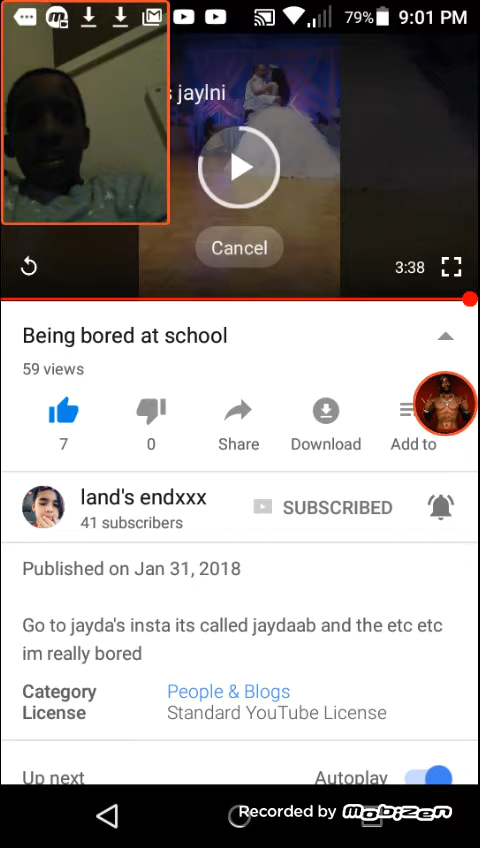 79% 9:01 PM
s jaylni
Cancel
3:38
Being bored at school
59 views
7 0 Share Download Add to
land's endxxx
41 subscribers
SUBSCRIBED
Published on Jan 31, 2018
Go to jayda's insta its called jaydaab and the etc etc
im really bored
Category People & Blogs
License Standard YouTube License
Up next Autoplay
Recorded by mobizen